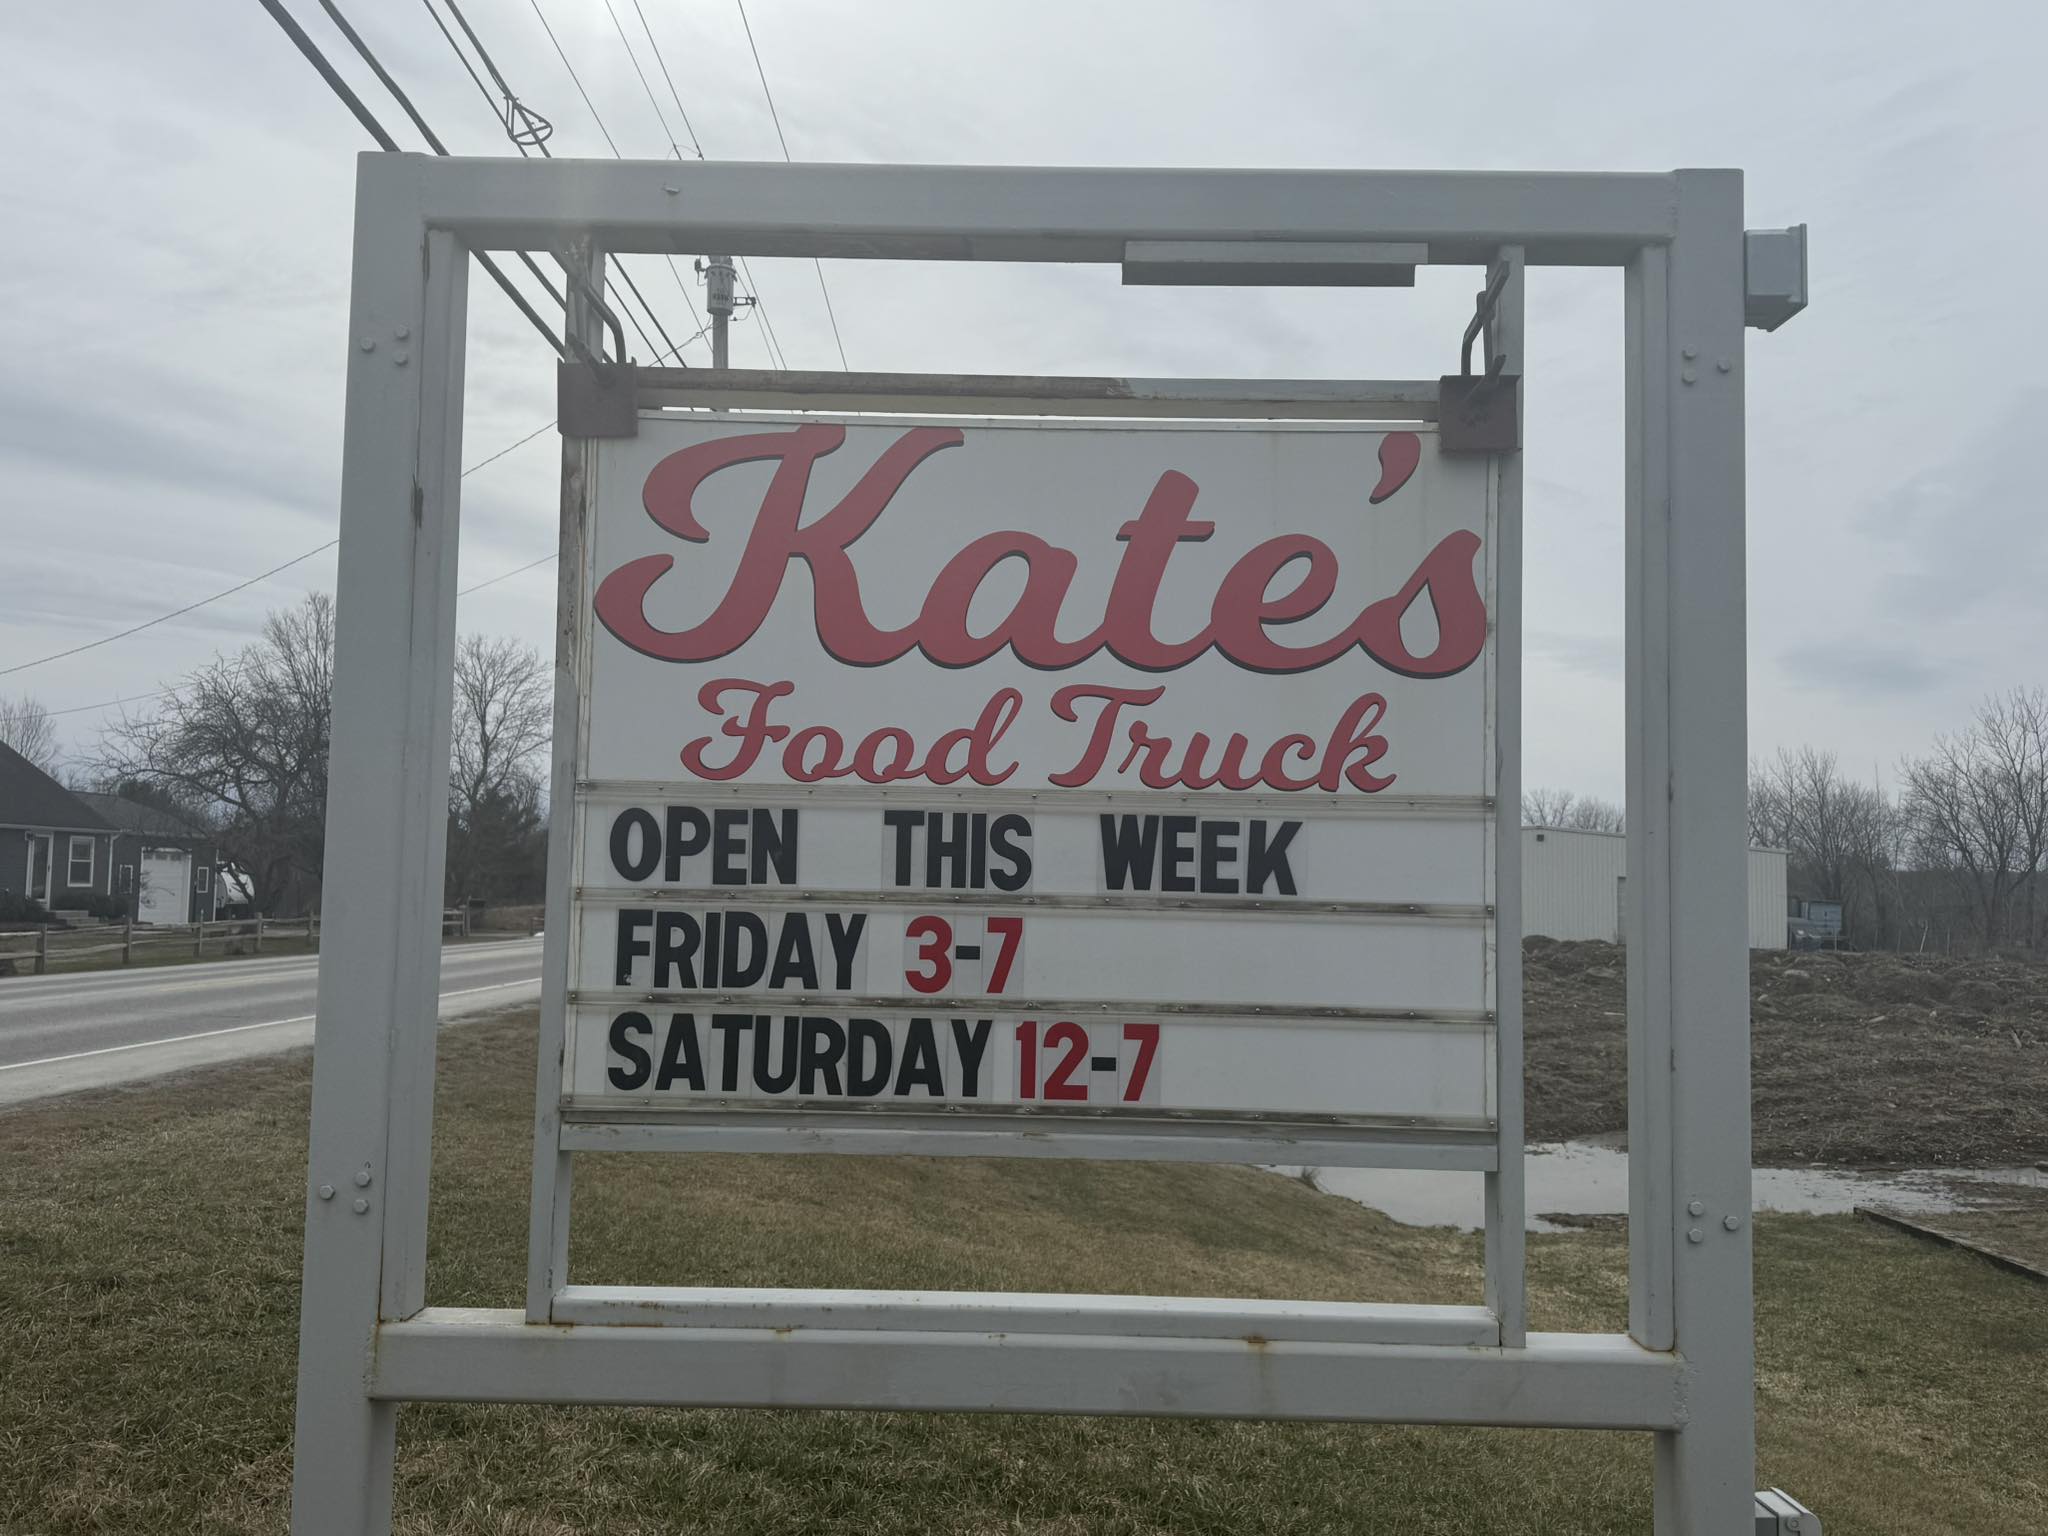 Kate's
Food Truck
OPEN THIS WEEK
FRIDAY 3-7
SATURDAY 12-7